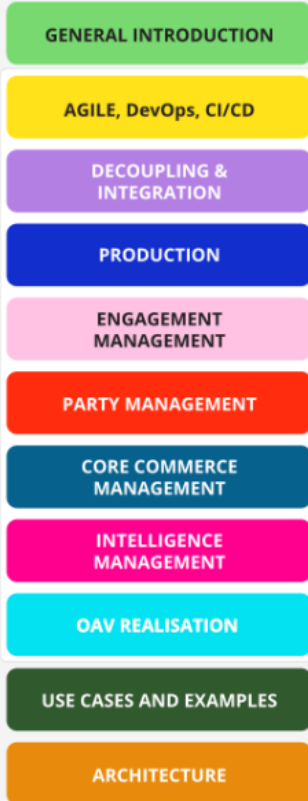 GENERAL INTRODUCTION
AGILE, DevOps, CI/CD
DECOUPLING &
INTEGRATION
PRODUCTION
ENGAGEMENT
MANAGEMENT
PARTY MANAGEMENT
CORE COMMERCE
MANAGEMENT
INTELLIGENCE
MANAGEMENT
OAV REALISATION
USE CASES AND EXAMPLES
ARCHITECTURE